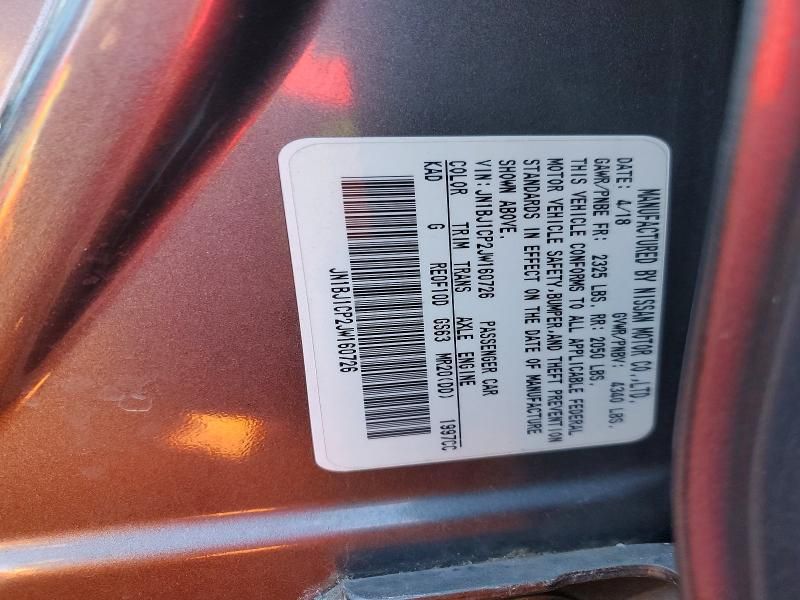 MANUFACTURED BY NISSAN MOTOR CO.,LTD.
DATE: 4/18 GVWR/PNBV: 4340 LBS.
GAWR/PNBE FR: 2325 LBS. RR: 2050 LBS.
THIS VEHICLE CONFORMS TO ALL APPLICABLE FEDERAL
MOTOR VEHICLE SAFETY,BUMPER,AND THEFT PREVENTION
STANDARDS IN EFFECT ON THE DATE OF MANUFACTURE
SHOWN ABOVE.
VIN:JN1BJ1CP2JW160726 PASSENGER CAR
COLOR TRIM TRANS AXLE ENGINE
KAD G RE0F10D GS63 MR20(DD) 1997CC
JN1BJ1CP2JW160726